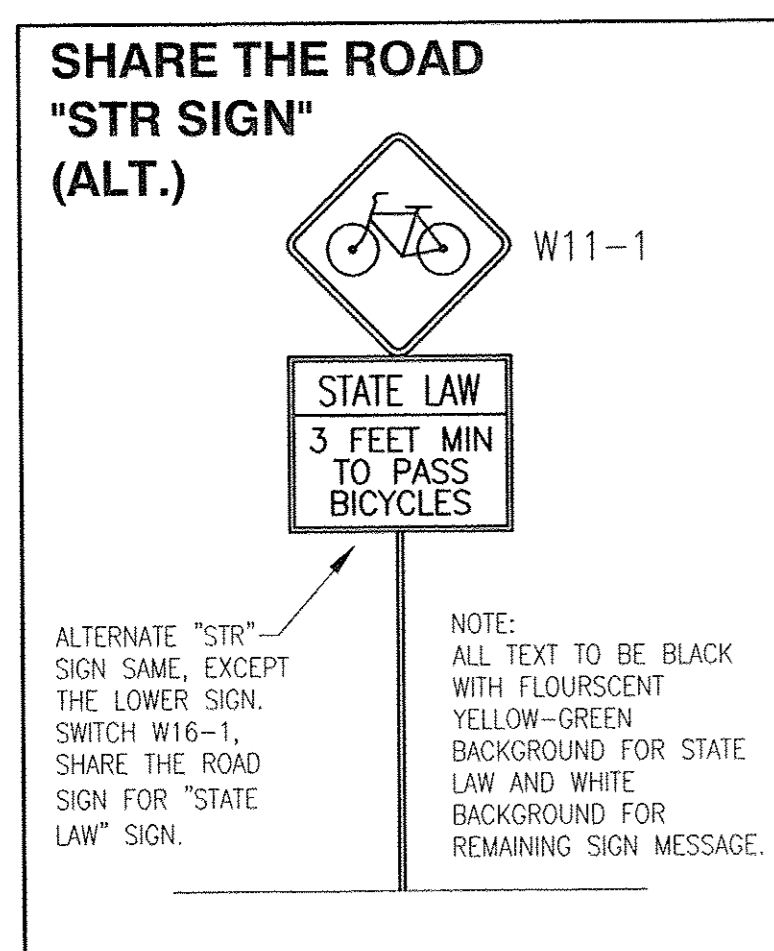 SHARE THE ROAD
"STR SIGN"
(ALT.)
W11-1
STATE LAW
3 FEET MIN
TO PASS
BICYCLES
ALTERNATE "STR"
SIGN SAME, EXCEPT
THE LOWER SIGN.
SWITCH W16-1,
SHARE THE ROAD
SIGN FOR "STATE
LAW" SIGN.
NOTE:
ALL TEXT TO BE BLACK
WITH FLOURSCENT
YELLOW-GREEN
BACKGROUND FOR STATE
LAW AND WHITE
BACKGROUND FOR
REMAINING SIGN MESSAGE.